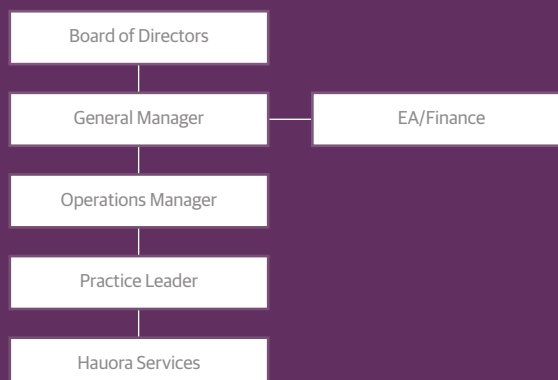 Board of Directors
General Manager
EA/Finance
Operations Manager
Practice Leader
Hauora Services